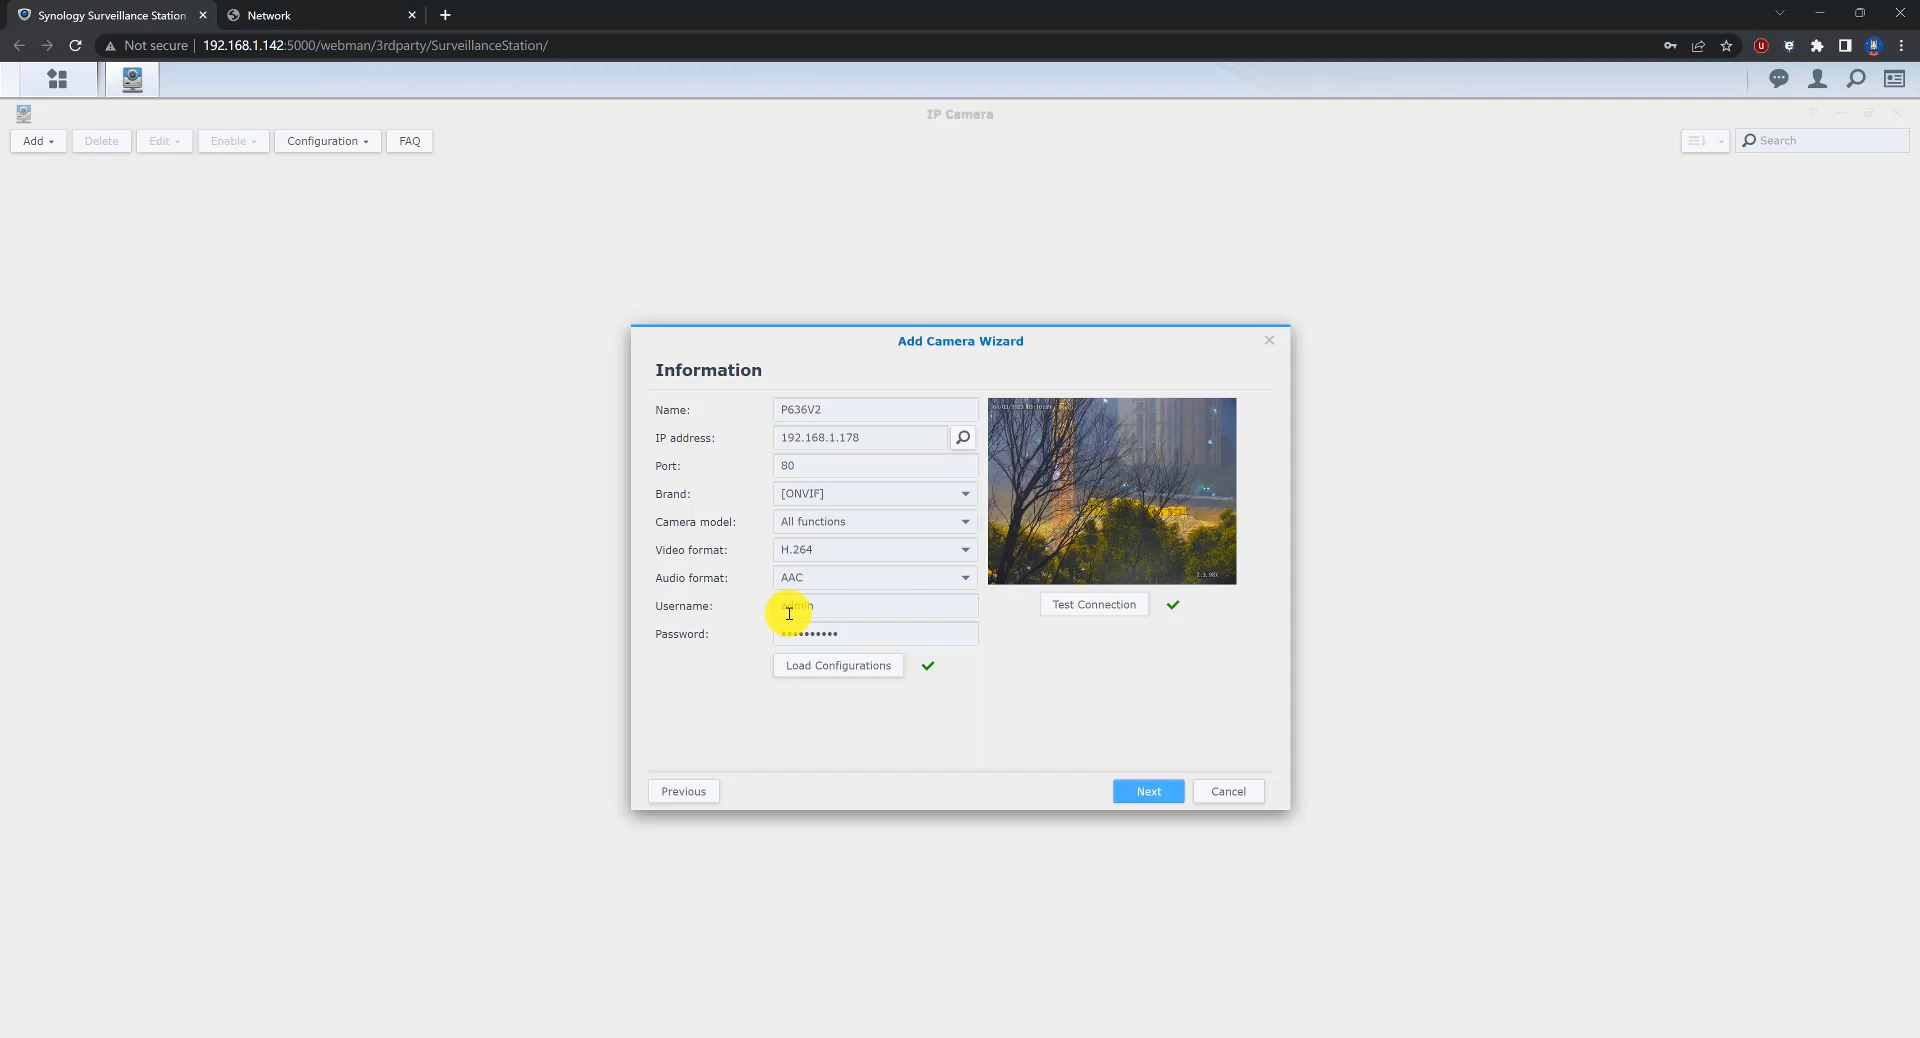 Synology Surveillance Station
Network
Not secure
192.168.1.142:5000/webman/3rdparty/SurveillanceStation/
IP Camera
Add
Delete
Edit
Enable
Configuration
FAQ
Search
Add Camera Wizard
Information
Name: P636V2
IP address: 192.168.1.178
Port: 80
Brand: [ONVIF]
Camera model: All functions
Video format: H.264
Audio format: AAC
Username: admin
Password: ••••••••••
Test Connection
Load Configurations
Previous
Next
Cancel